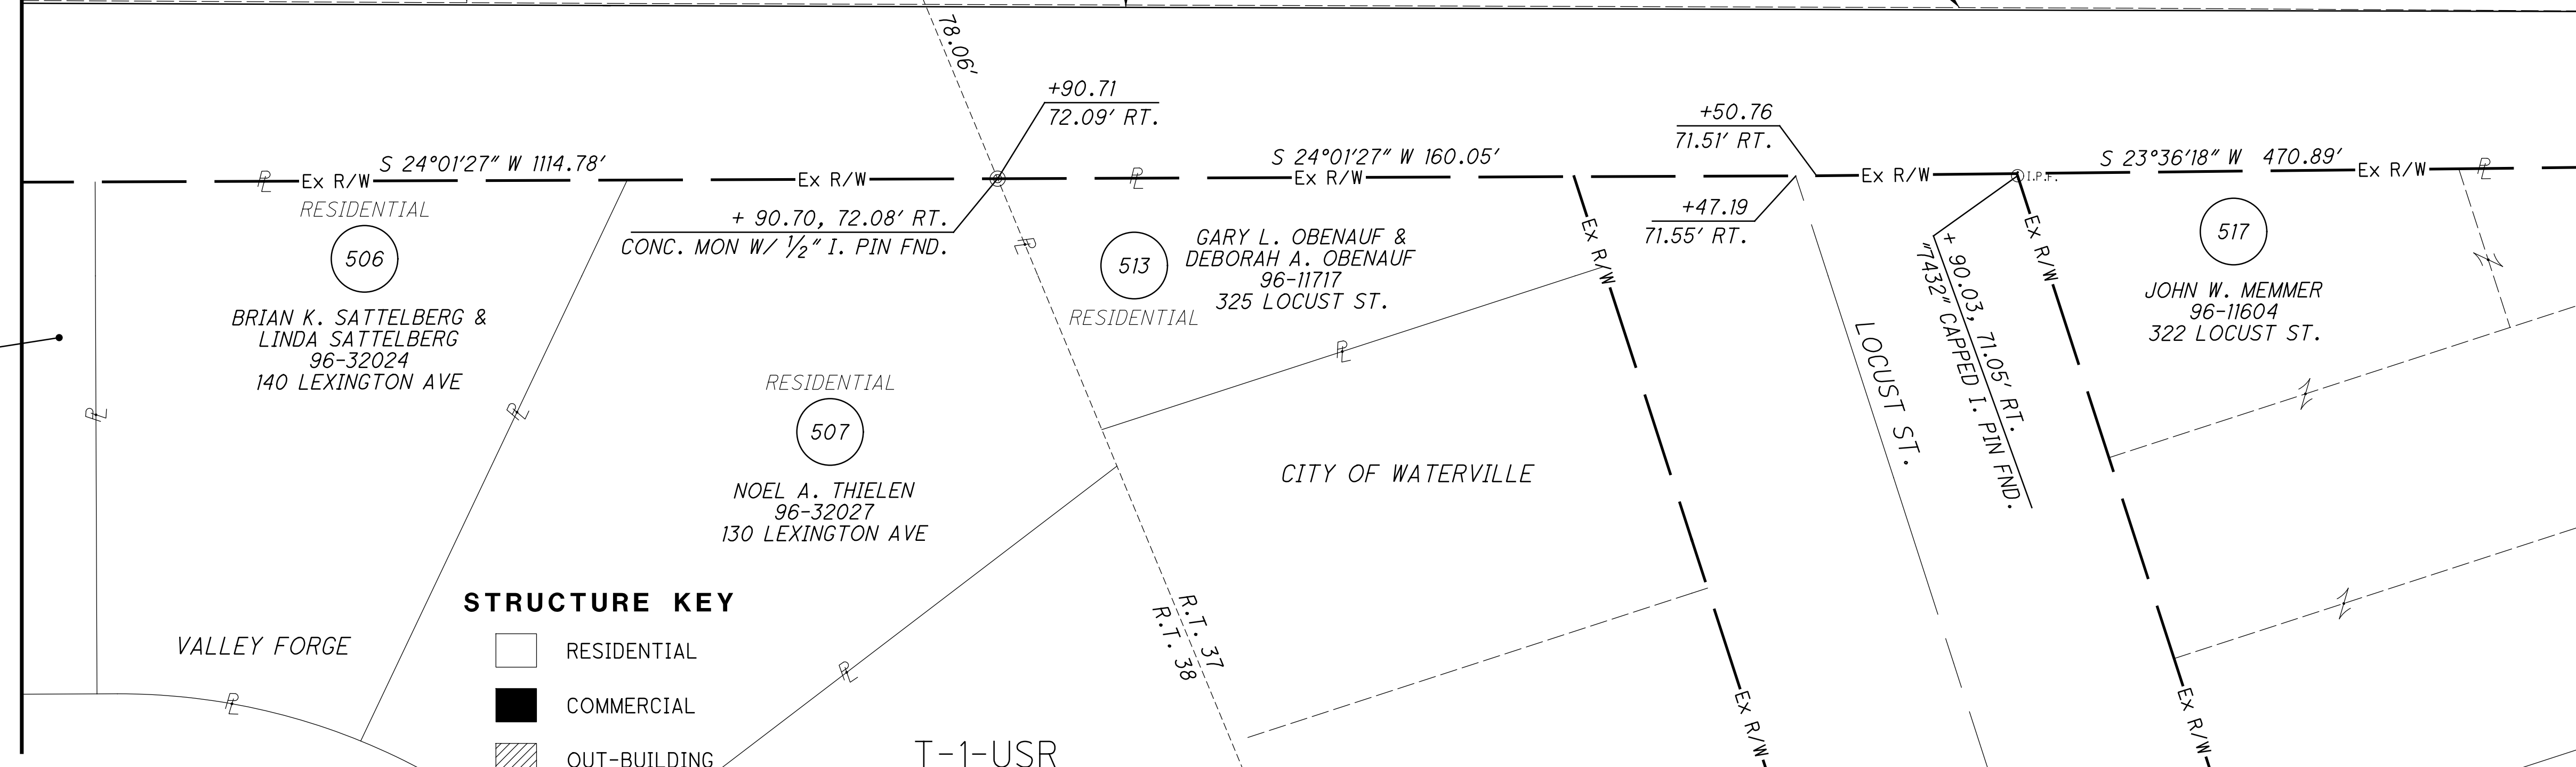 78.06'
+90.71
72.09' RT.
+50.76
71.51' RT.
S 24°01'27" W 1114.78'
S 24°01'27" W 160.05'
S 23°36'18" W 470.89'
℄
Ex R/W
Ex R/W
℄
Ex R/W
Ex R/W
I.P.F.
Ex R/W
℄
RESIDENTIAL
506
BRIAN K. SATTELBERG &
LINDA SATTELBERG
96-32024
140 LEXINGTON AVE
+ 90.70, 72.08' RT.
CONC. MON W/ ½" I. PIN FND.
℄
513
GARY L. OBENAUF &
DEBORAH A. OBENAUF
96-11717
325 LOCUST ST.
RESIDENTIAL
+47.19
71.55' RT.
Ex R/W
Ex R/W
517
JOHN W. MEMMER
96-11604
322 LOCUST ST.
+ 90.03, 71.05' RT.
"7432" CAPPED I. PIN FND.
LOCUST ST.
℄
℄
℄
RESIDENTIAL
507
NOEL A. THIELEN
96-32027
130 LEXINGTON AVE
CITY OF WATERVILLE
STRUCTURE KEY
RESIDENTIAL
COMMERCIAL
OUT-BUILDING
VALLEY FORGE
℄
℄
R.T. 37
R.T. 38
T-1-USR
Ex R/W
Ex R/W